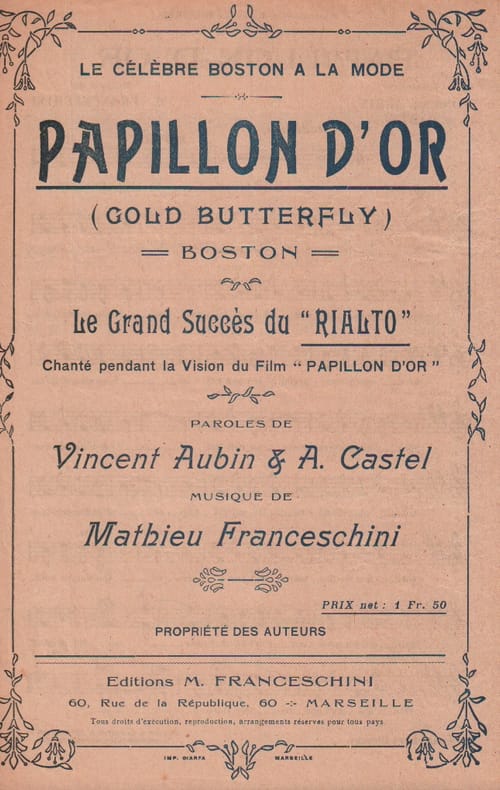 LE CÉLÈBRE BOSTON A LA MODE
PAPILLON D'OR
(GOLD BUTTERFLY)
BOSTON
Le Grand Succès du "RIALTO"
Chanté pendant la Vision du Film "PAPILLON D'OR"
PAROLES DE
Vincent Aubin & A. Castel
MUSIQUE DE
Mathieu Franceschini
PRIX net : 1 Fr. 50
PROPRIÉTÉ DES AUTEURS
Editions M. FRANCESCHINI
60, Rue de la République, 60 -:- MARSEILLE
Tous droits d'exécution, reproduction, arrangements réservés pour tous pays
IMP. DIARFA MARSEILLE